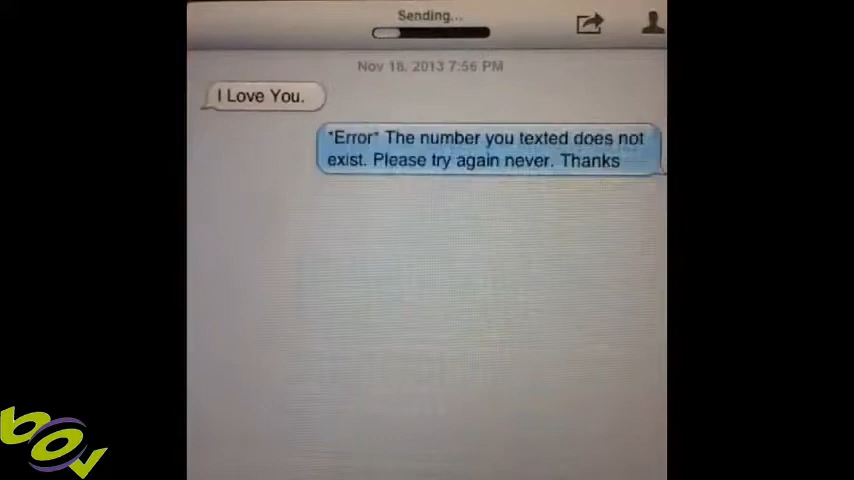 Sending...
Nov 18, 2013 7:56 PM
I Love You.
*Error* The number you texted does not
exist. Please try again never. Thanks
bov